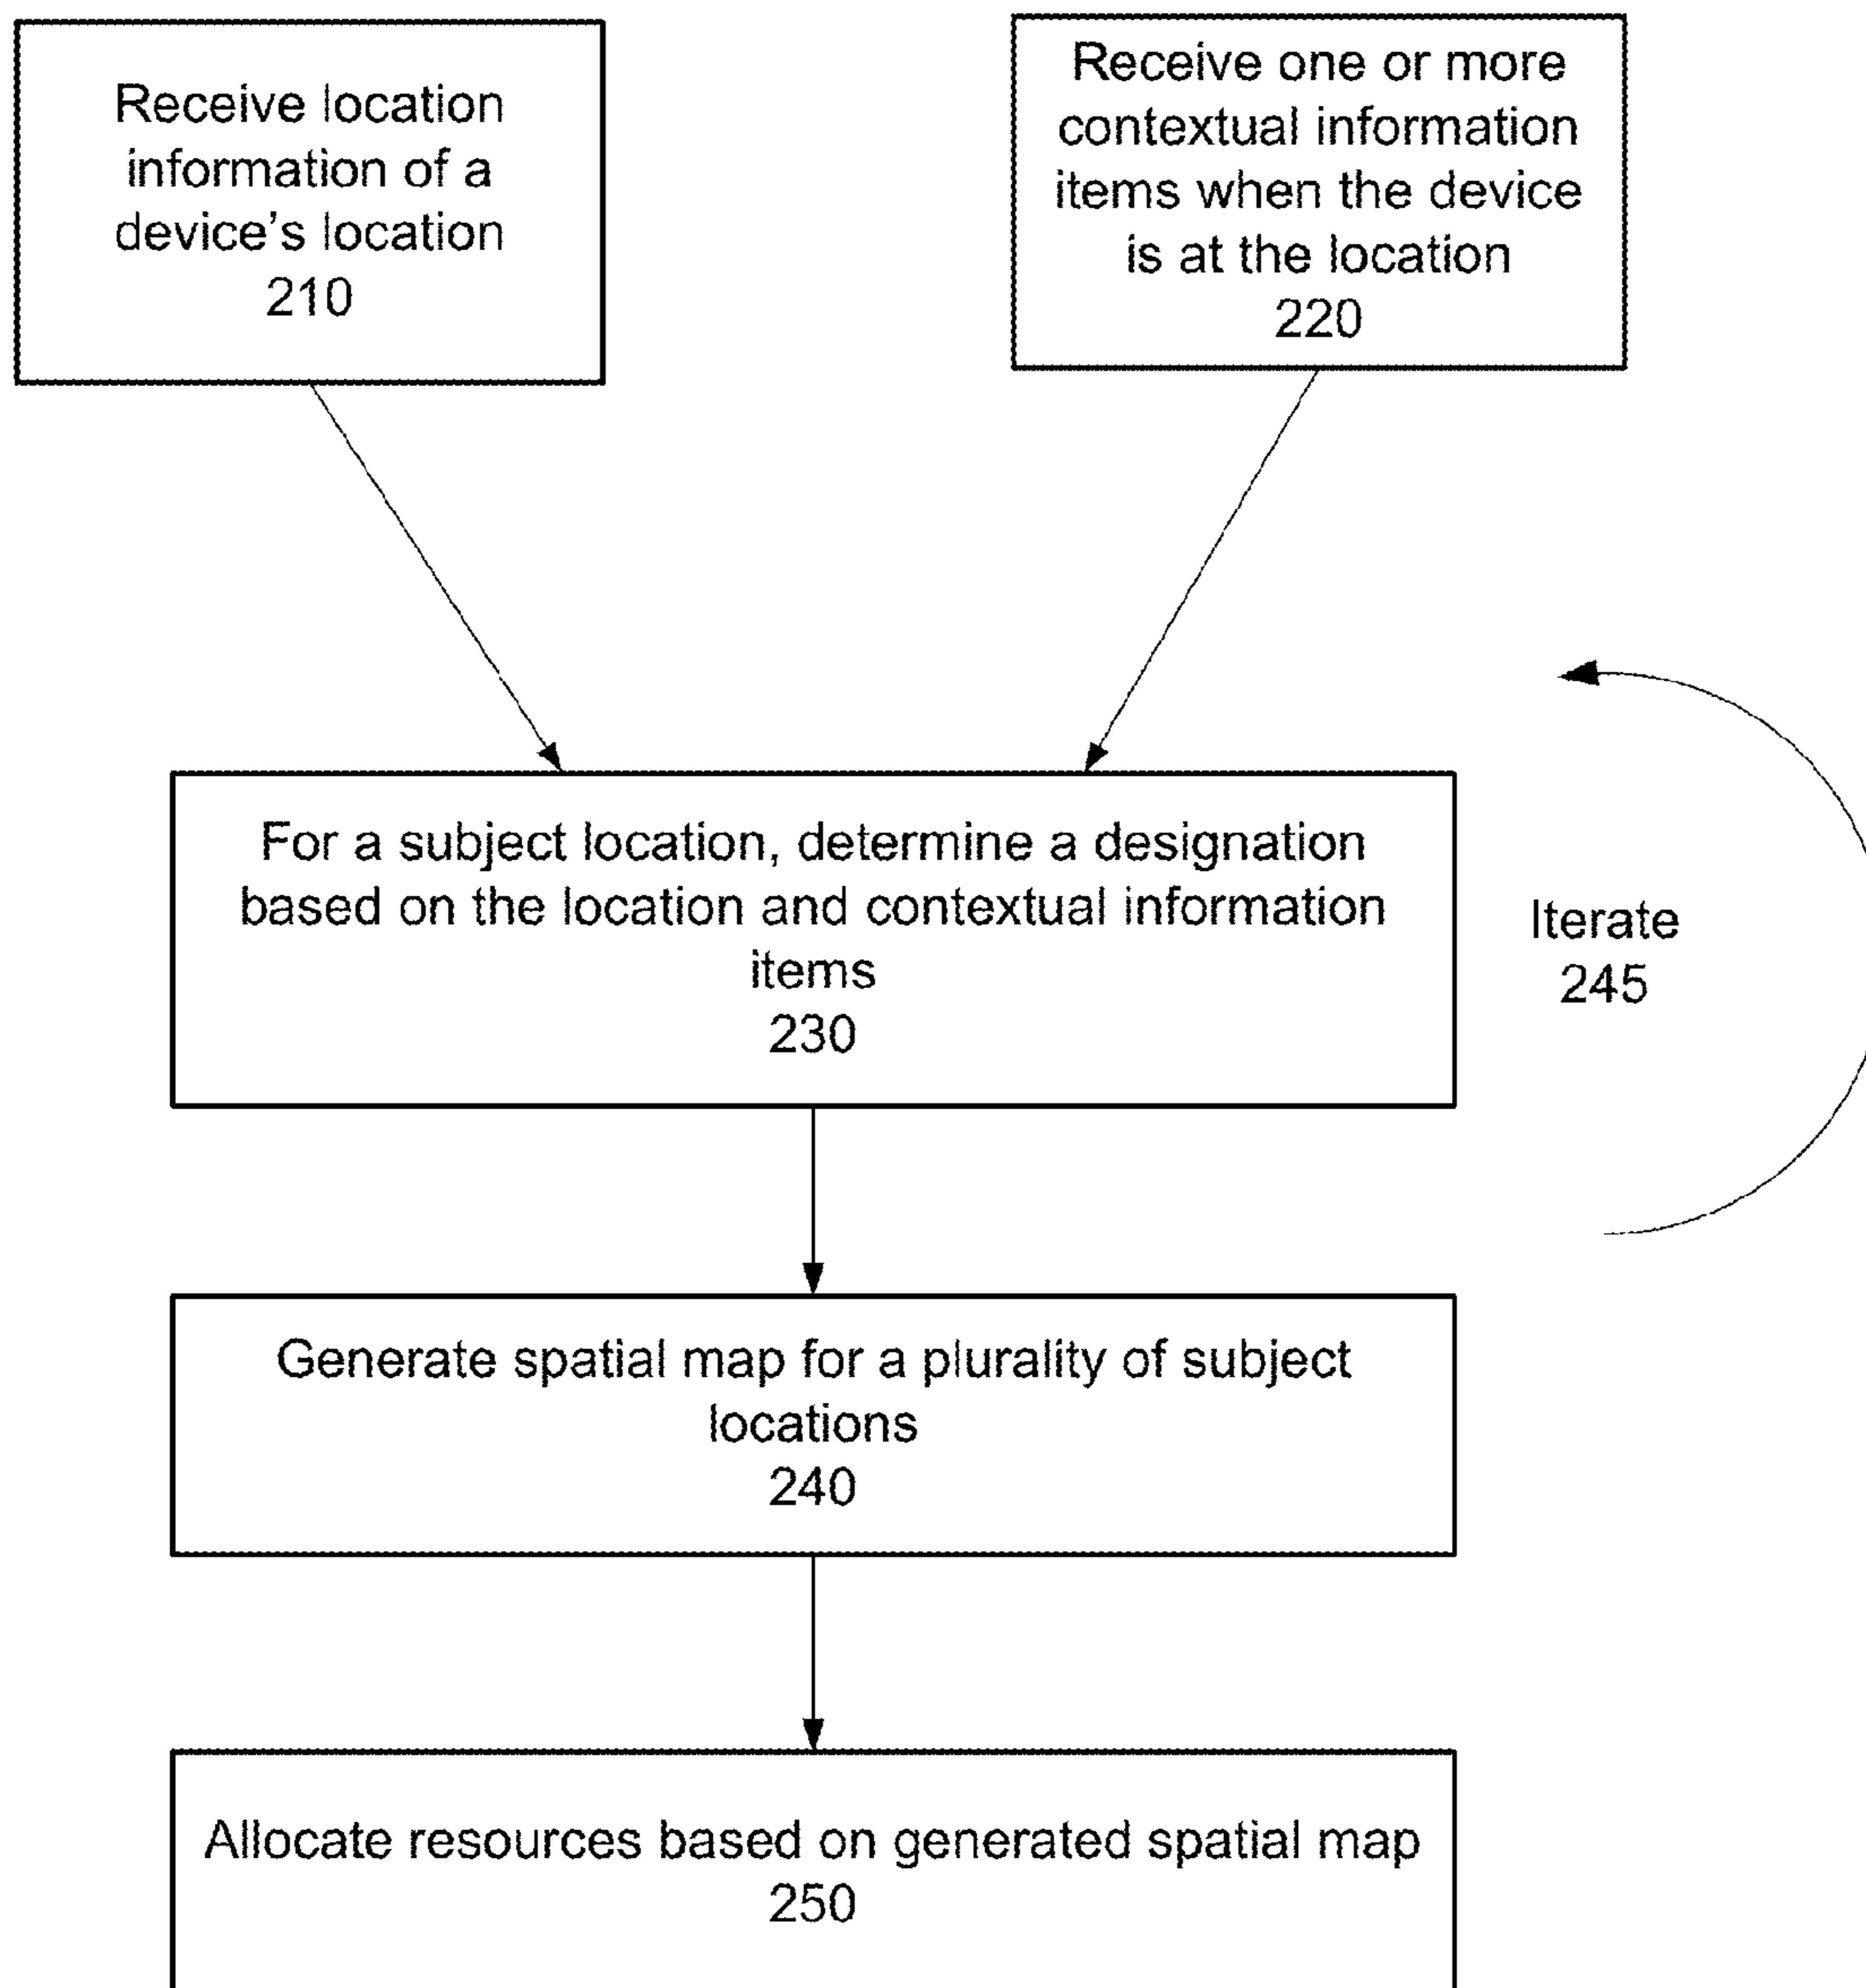 Receive location
information of a
device's location
210
Receive one or more
contextual information
items when the device
is at the location
220
For a subject location, determine a designation
based on the location and contextual information
items
230
Iterate
245
Generate spatial map for a plurality of subject
locations
240
Allocate resources based on generated spatial map
250